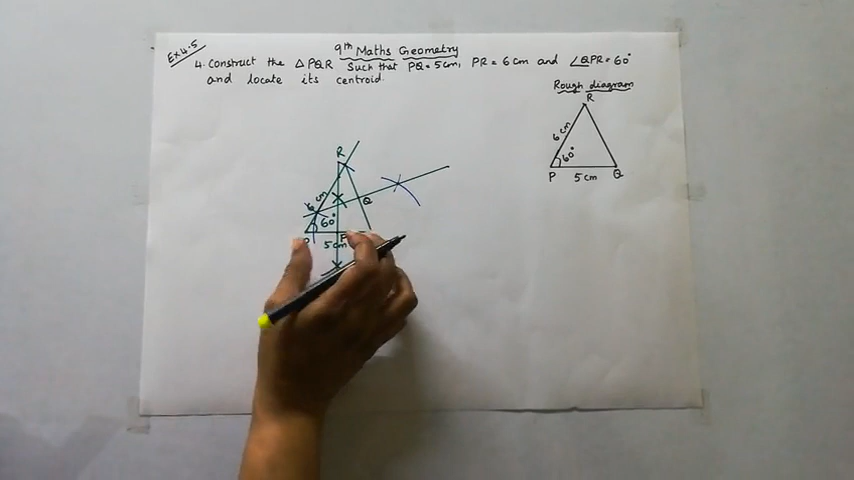 Ex 4.5
9th Maths Geometry
4. Construct the △PQR Such that PQ = 5cm, PR = 6cm and ∠QPR = 60°
and locate its centroid.
Rough diagram
R
6 cm
60°
P 5 cm Q
R
6 cm
Q
60°
P
5 cm